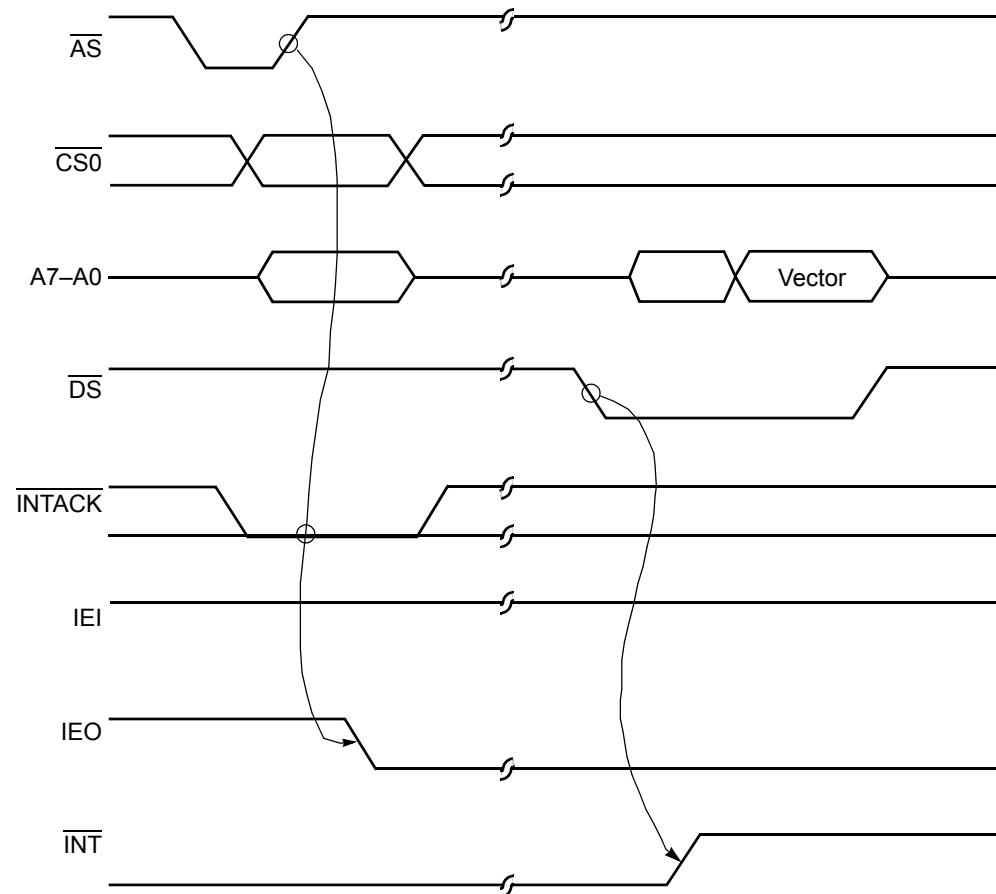 AS
CS0
A7–A0
Vector
DS
INTACK
IEI
IEO
INT